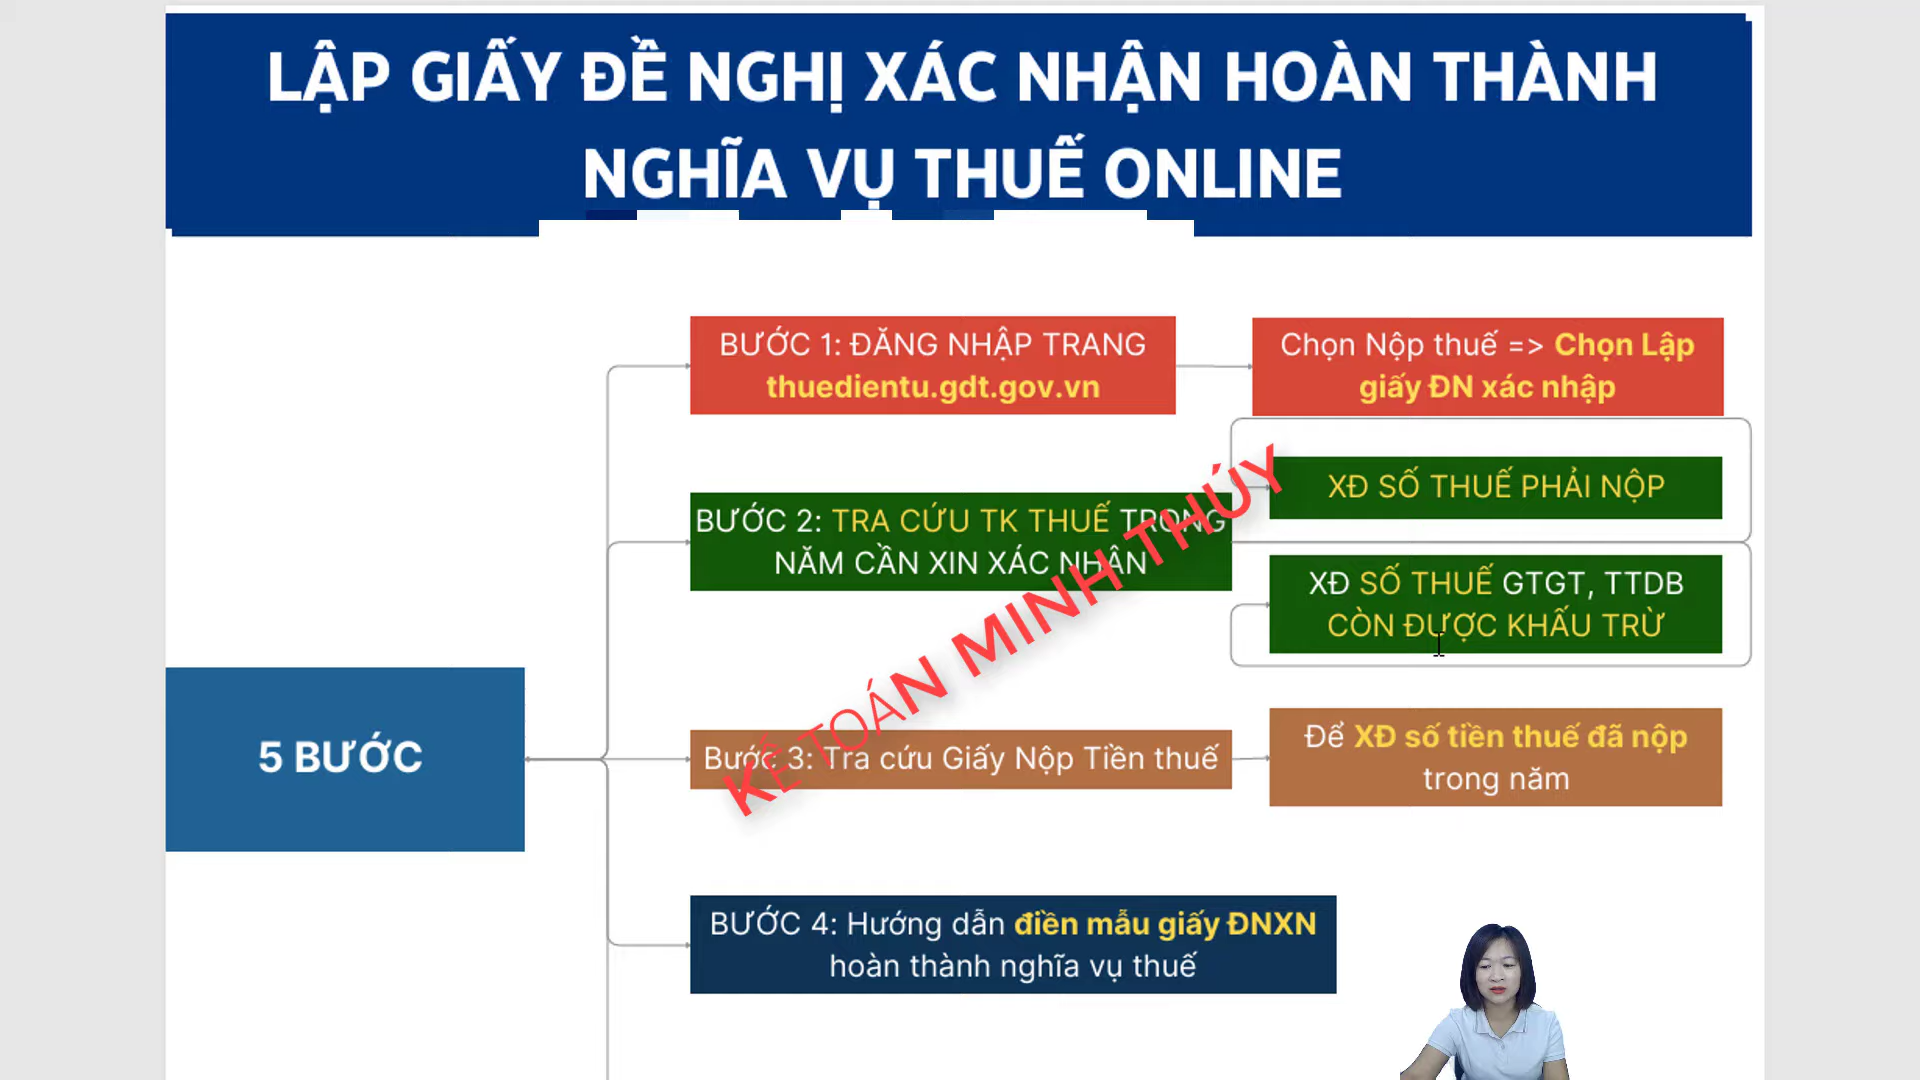 LẬP GIẤY ĐỀ NGHỊ XÁC NHẬN HOÀN THÀNH
NGHĨA VỤ THUẾ ONLINE
BƯỚC 1: ĐĂNG NHẬP TRANG
thuedientu.gdt.gov.vn
Chọn Nộp thuế => Chọn Lập
giấy ĐN xác nhập
BƯỚC 2: TRA CỨU TK THUẾ TRONG
NĂM CẦN XIN XÁC NHẬN
XĐ SỐ THUẾ PHẢI NỘP
XĐ SỐ THUẾ GTGT, TTDB
CÒN ĐƯỢC KHẤU TRỪ
5 BƯỚC
Bước 3: Tra cứu Giấy Nộp Tiền thuế
Để XĐ số tiền thuế đã nộp
trong năm
BƯỚC 4: Hướng dẫn điền mẫu giấy ĐNXN
hoàn thành nghĩa vụ thuế
KẾ TOÁN MINH THÚY